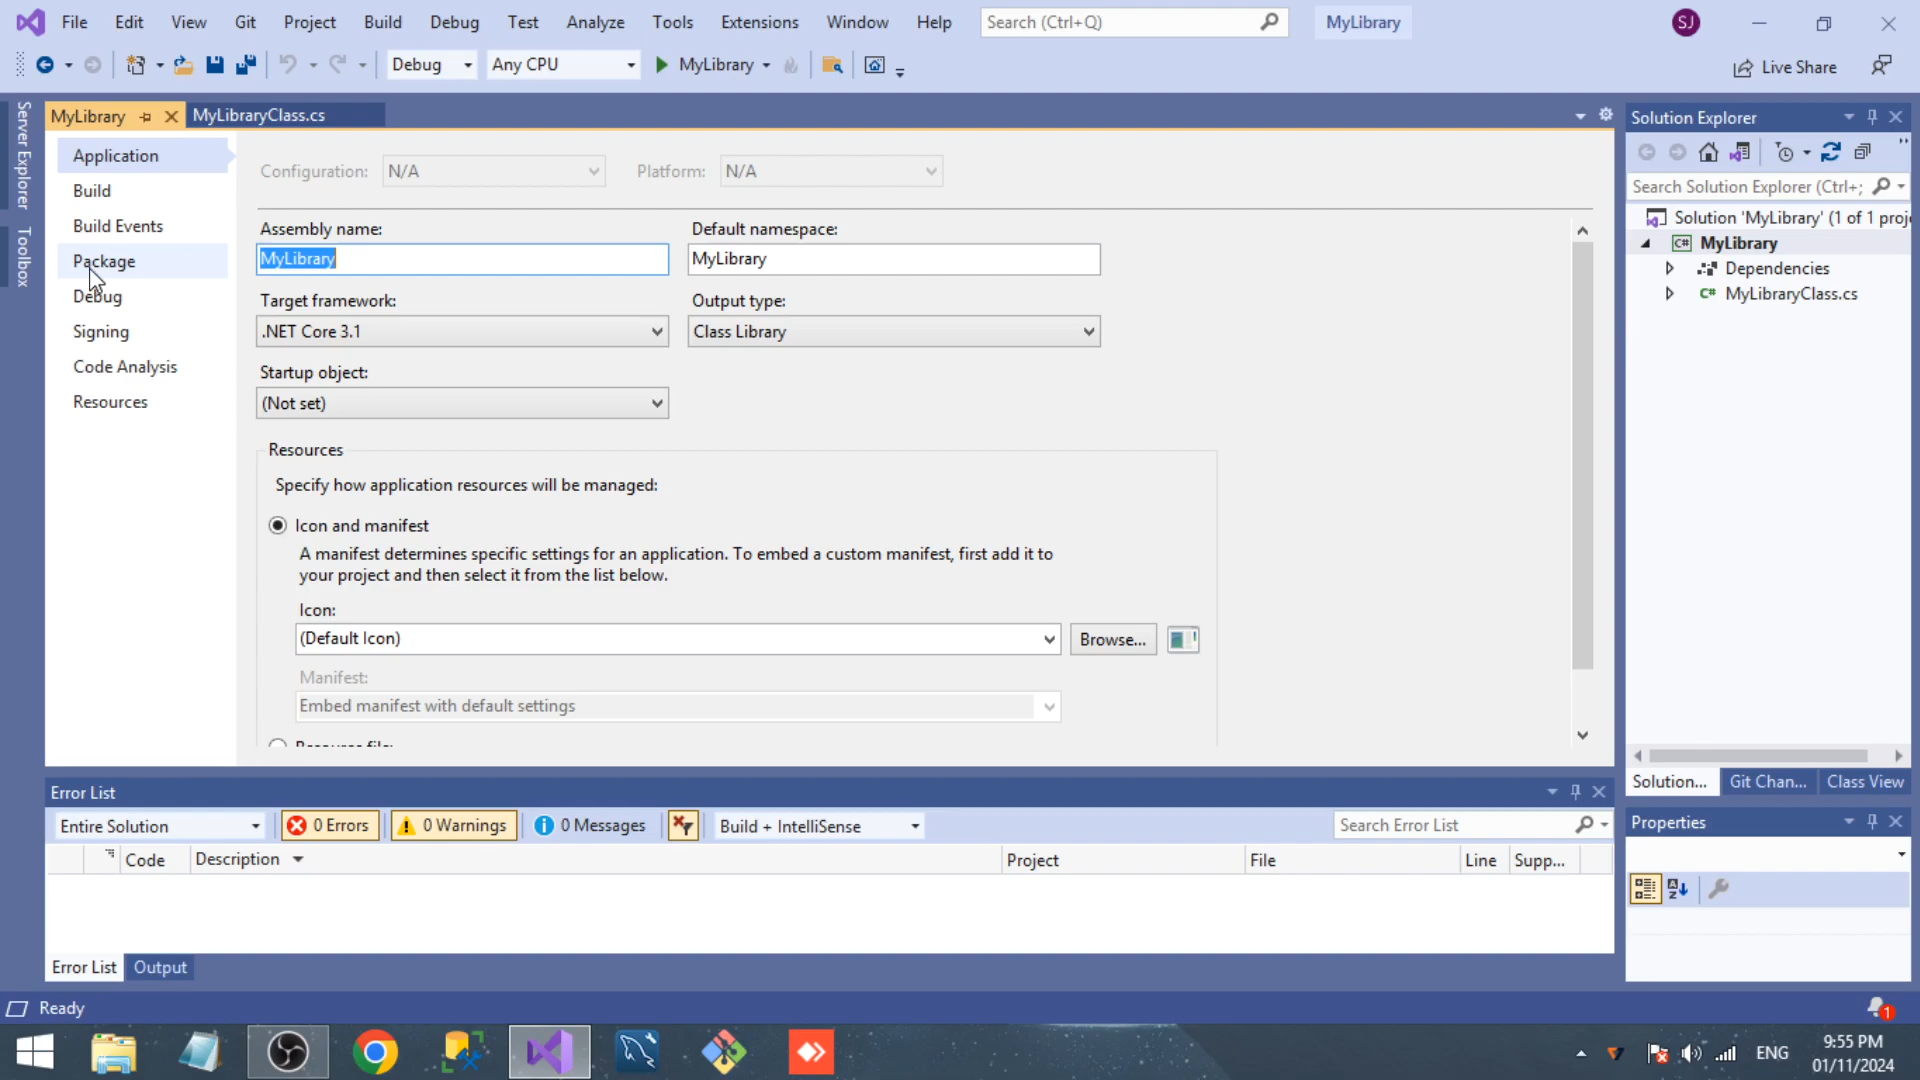 File Edit View Git Project Build Debug Test Analyze Tools Extensions Window Help Search (Ctrl+Q) MyLibrary SJ
Debug Any CPU MyLibrary Live Share
Server Explorer
Toolbox
MyLibrary MyLibraryClass.cs
Application
Build
Build Events
Package
Debug
Signing
Code Analysis
Resources
Configuration: N/A Platform: N/A
Assembly name: Default namespace:
MyLibrary MyLibrary
Target framework: Output type:
.NET Core 3.1 Class Library
Startup object:
(Not set)
Resources
Specify how application resources will be managed:
Icon and manifest
A manifest determines specific settings for an application. To embed a custom manifest, first add it to
your project and then select it from the list below.
Icon:
(Default Icon) Browse...
Manifest:
Embed manifest with default settings
Resource file:
Solution Explorer
Search Solution Explorer (Ctrl+;
Solution 'MyLibrary' (1 of 1 proj
C# MyLibrary
Dependencies
C# MyLibraryClass.cs
Solution... Git Chan... Class View
Properties
Error List
Entire Solution 0 Errors 0 Warnings 0 Messages Build + IntelliSense Search Error List
Code Description Project File Line Supp...
Error List Output
Ready 1
ENG 9:55 PM
01/11/2024